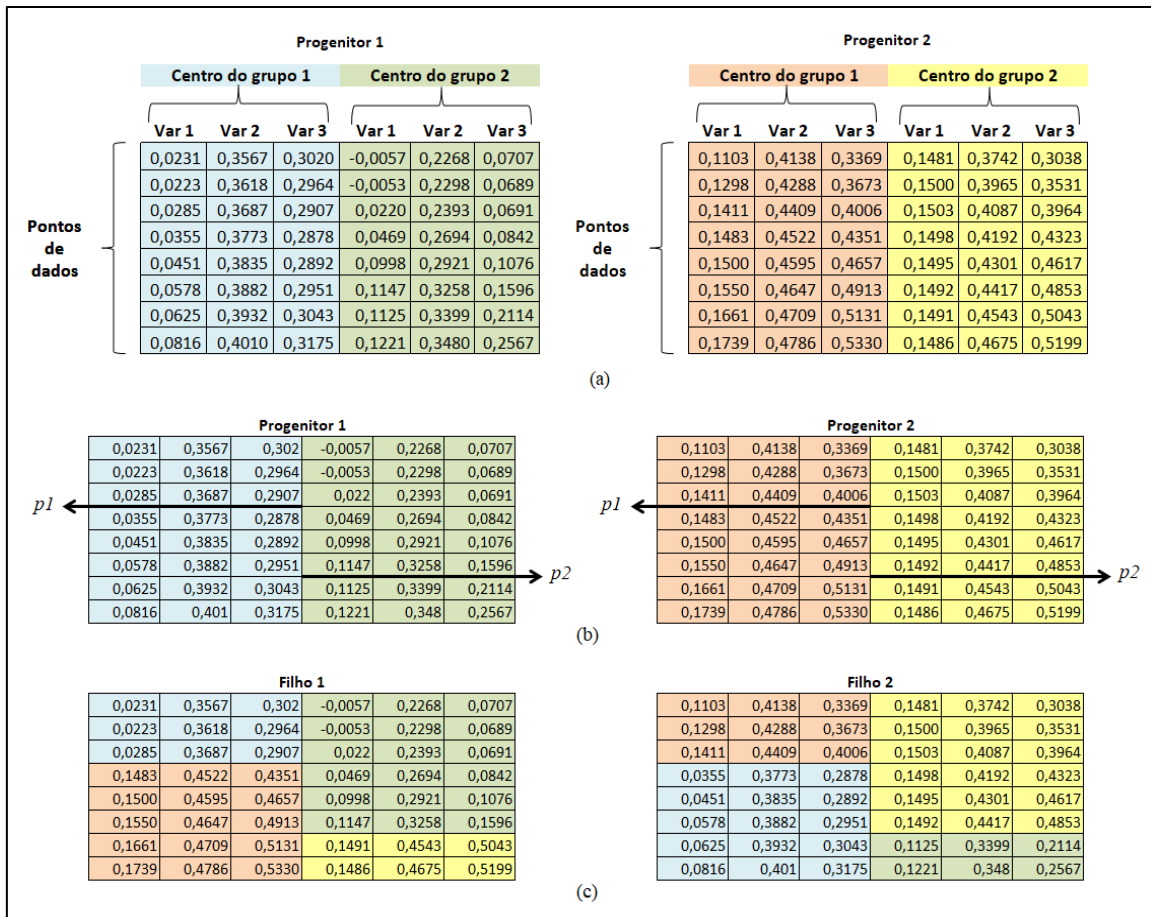 Progenitor 1 Progenitor 2
Centro do grupo 1 Centro do grupo 2 Centro do grupo 1 Centro do grupo 2
Var 1 Var 2 Var 3 Var 1 Var 2 Var 3 Var 1 Var 2 Var 3 Var 1 Var 2 Var 3
0,0231 0,3567 0,3020 -0,0057 0,2268 0,0707 0,1103 0,4138 0,3369 0,1481 0,3742 0,3038
0,0223 0,3618 0,2964 -0,0053 0,2298 0,0689 0,1298 0,4288 0,3673 0,1500 0,3965 0,3531
0,0285 0,3687 0,2907 0,0220 0,2393 0,0691 0,1411 0,4409 0,4006 0,1503 0,4087 0,3964
Pontos de dados 0,0355 0,3773 0,2878 0,0469 0,2694 0,0842 Pontos de dados 0,1483 0,4522 0,4351 0,1498 0,4192 0,4323
0,0451 0,3835 0,2892 0,0998 0,2921 0,1076 0,1500 0,4595 0,4657 0,1495 0,4301 0,4617
0,0578 0,3882 0,2951 0,1147 0,3258 0,1596 0,1550 0,4647 0,4913 0,1492 0,4417 0,4853
0,0625 0,3932 0,3043 0,1125 0,3399 0,2114 0,1661 0,4709 0,5131 0,1491 0,4543 0,5043
0,0816 0,4010 0,3175 0,1221 0,3480 0,2567 0,1739 0,4786 0,5330 0,1486 0,4675 0,5199
(a)
Progenitor 1 Progenitor 2
0,0231 0,3567 0,302 -0,0057 0,2268 0,0707 0,1103 0,4138 0,3369 0,1481 0,3742 0,3038
0,0223 0,3618 0,2964 -0,0053 0,2298 0,0689 0,1298 0,4288 0,3673 0,1500 0,3965 0,3531
p1 0,0285 0,3687 0,2907 0,022 0,2393 0,0691 p1 0,1411 0,4409 0,4006 0,1503 0,4087 0,3964
0,0355 0,3773 0,2878 0,0469 0,2694 0,0842 0,1483 0,4522 0,4351 0,1498 0,4192 0,4323
0,0451 0,3835 0,2892 0,0998 0,2921 0,1076 0,1500 0,4595 0,4657 0,1495 0,4301 0,4617
0,0578 0,3882 0,2951 0,1147 0,3258 0,1596 p2 0,1550 0,4647 0,4913 0,1492 0,4417 0,4853 p2
0,0625 0,3932 0,3043 0,1125 0,3399 0,2114 0,1661 0,4709 0,5131 0,1491 0,4543 0,5043
0,0816 0,401 0,3175 0,1221 0,348 0,2567 0,1739 0,4786 0,5330 0,1486 0,4675 0,5199
(b)
Filho 1 Filho 2
0,0231 0,3567 0,302 -0,0057 0,2268 0,0707 0,1103 0,4138 0,3369 0,1481 0,3742 0,3038
0,0223 0,3618 0,2964 -0,0053 0,2298 0,0689 0,1298 0,4288 0,3673 0,1500 0,3965 0,3531
0,0285 0,3687 0,2907 0,022 0,2393 0,0691 0,1411 0,4409 0,4006 0,1503 0,4087 0,3964
0,1483 0,4522 0,4351 0,0469 0,2694 0,0842 0,0355 0,3773 0,2878 0,1498 0,4192 0,4323
0,1500 0,4595 0,4657 0,0998 0,2921 0,1076 0,0451 0,3835 0,2892 0,1495 0,4301 0,4617
0,1550 0,4647 0,4913 0,1147 0,3258 0,1596 0,0578 0,3882 0,2951 0,1492 0,4417 0,4853
0,1661 0,4709 0,5131 0,1491 0,4543 0,5043 0,0625 0,3932 0,3043 0,1125 0,3399 0,2114
0,1739 0,4786 0,5330 0,1486 0,4675 0,5199 0,0816 0,401 0,3175 0,1221 0,348 0,2567
(c)